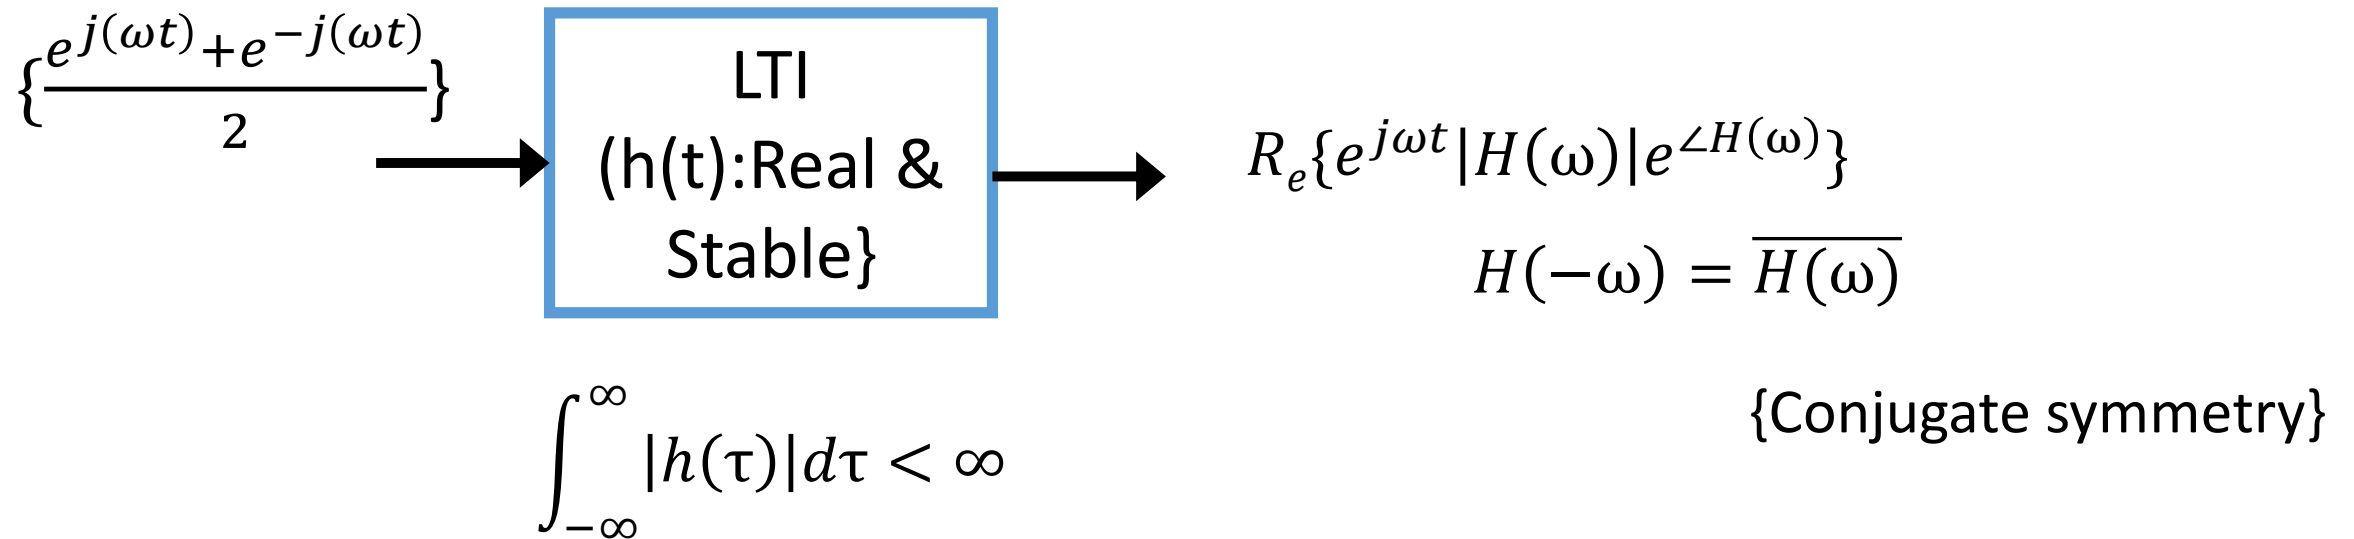 {(e^{j(ωt)}+e^{−j(ωt)})/2}
LTI
(h(t):Real &
Stable}
R_e{e^{jωt}|H(ω)|e^{∠H(ω)}}
H(−ω) = \overline{H(ω)}
{Conjugate symmetry}
∫_{−∞}^{∞}|h(τ)|dτ < ∞